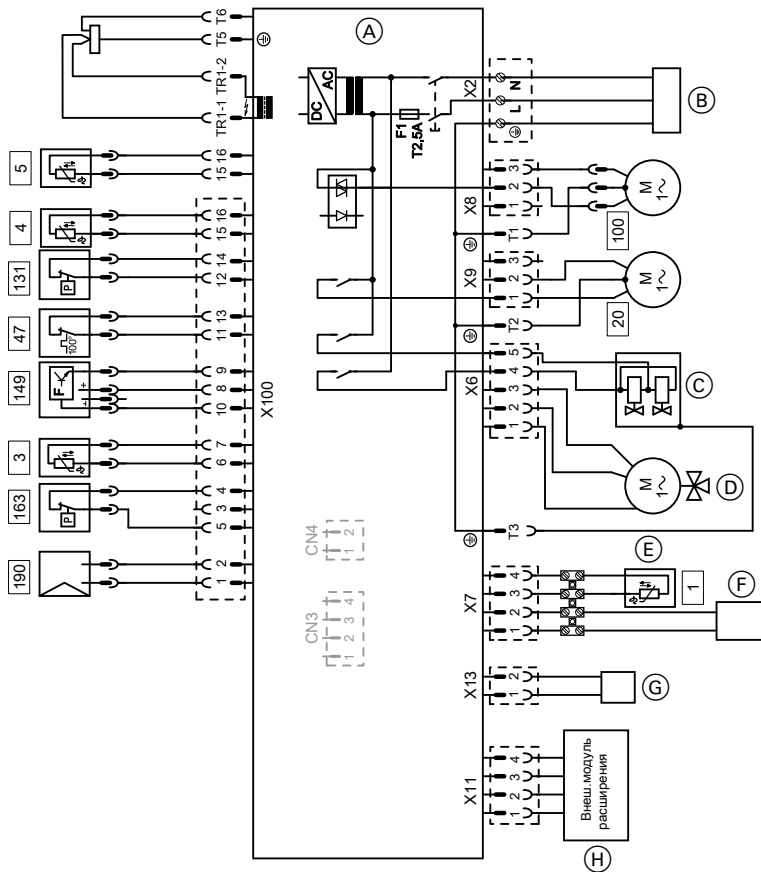 T6
T5
TR1-2
TR1-1
A
DC
AC
F1
T2,5A
X2
N
L
B
5
16
15
4
16
15
131
P
14
12
47
100°
13
11
149
F
+
9
8
10
X100
3
7
6
163
P
4
3
5
190
2
1
X8
3
2
1
T1
M
1~
100
X9
3
2
1
T2
M
1~
20
X6
5
4
3
2
1
C
M
1~
D
T3
CN4
1 2
CN3
1 2 3 4
E
X7
4
3
2
1
1
F
X13
2
1
G
X11
4
3
2
1
Внеш.модуль
расширения
H